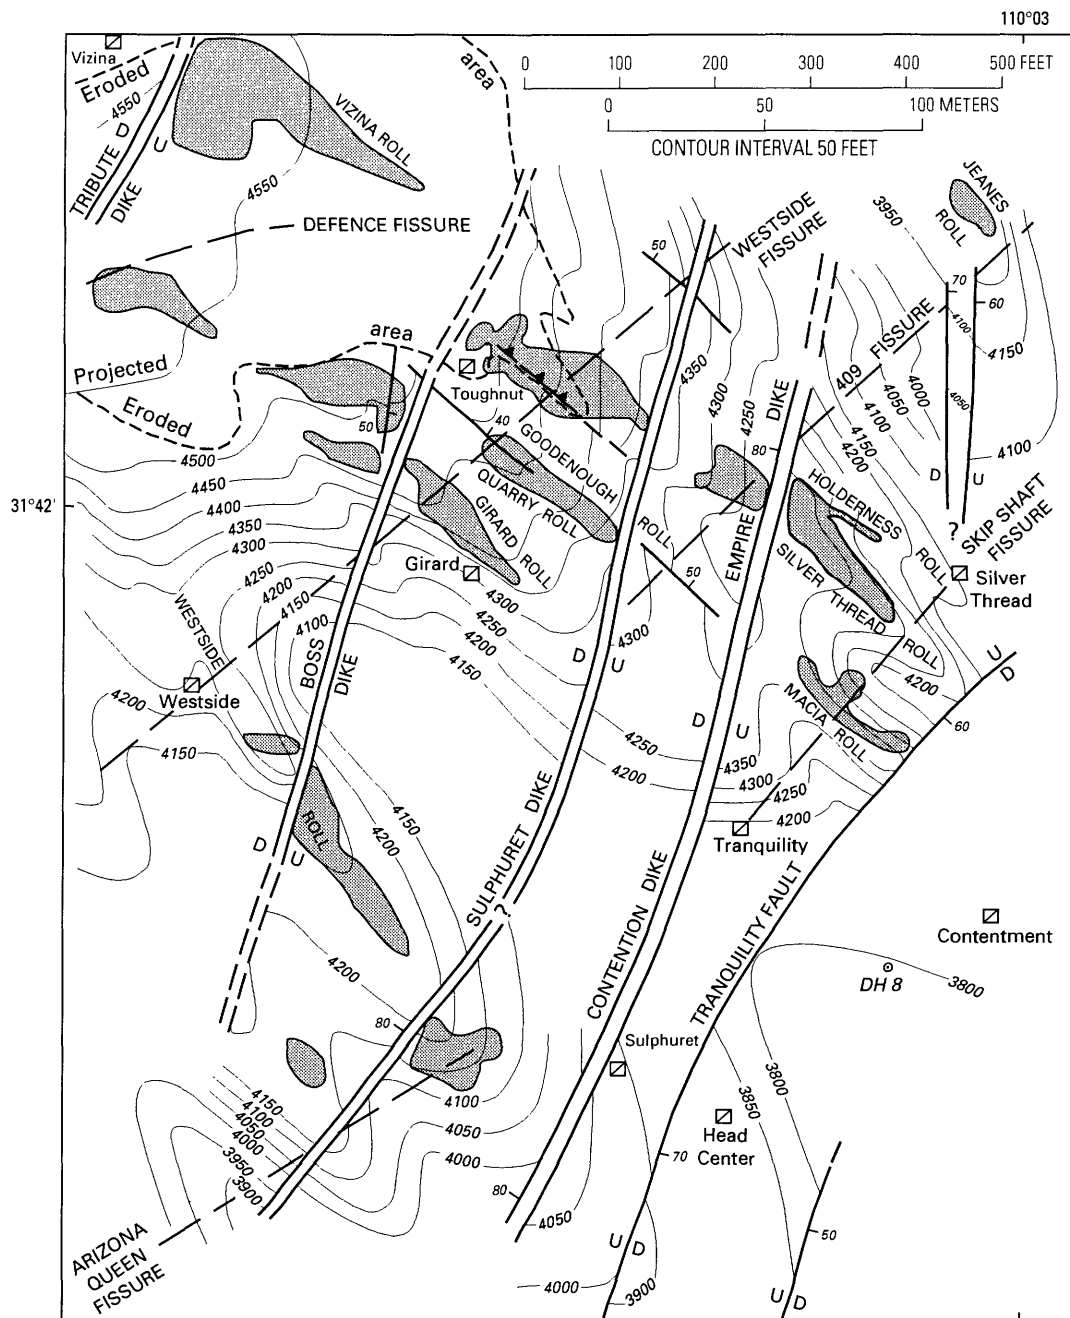 110°03
Vizina
Eroded
4550
TRIBUTE
D
DIKE
U
VIZINA ROLL
area
0 100 200 300 400 500 FEET
0 50 100 METERS
CONTOUR INTERVAL 50 FEET
4550
DEFENCE FISSURE
WESTSIDE
FISSURE
50
3950
JEANES
ROLL
70
60
4100
4150
4050
4100
D
U
?
SKIP SHAFT
FISSURE
409 FISSURE
4000
4050
4100
4150
4200
4350
4300
4250
Projected
Eroded
area
Toughnut
50
40
GOODENOUGH
ROLL
QUARRY ROLL
GIRARD ROLL
Girard
4500
4450
4400
4350
4300
4250
4200
4150
4100
31°42'
WESTSIDE
ROLL
Westside
4200
4150
BOSS
DIKE
4300
4250
4200
4150
50
4300
D
U
80
EMPIRE
DIKE
HOLDERNESS
ROLL
SILVER
THREAD
ROLL
Silver
Thread
MACIA ROLL
U
D
4200
60
D
U
4250
4200
4350
4300
4250
4200
Tranquility
4150
4200
D
U
SULPHURET DIKE
?
CONTENTION DIKE
TRANQUILITY FAULT
Contentment
DH 8
3800
4200
80
Sulphuret
3800
3850
Head
Center
4150
4100
4050
4000
3950
3900
4100
4050
4000
80
4050
70
U
D
4000
3900
50
U
D
ARIZONA
QUEEN
FISSURE